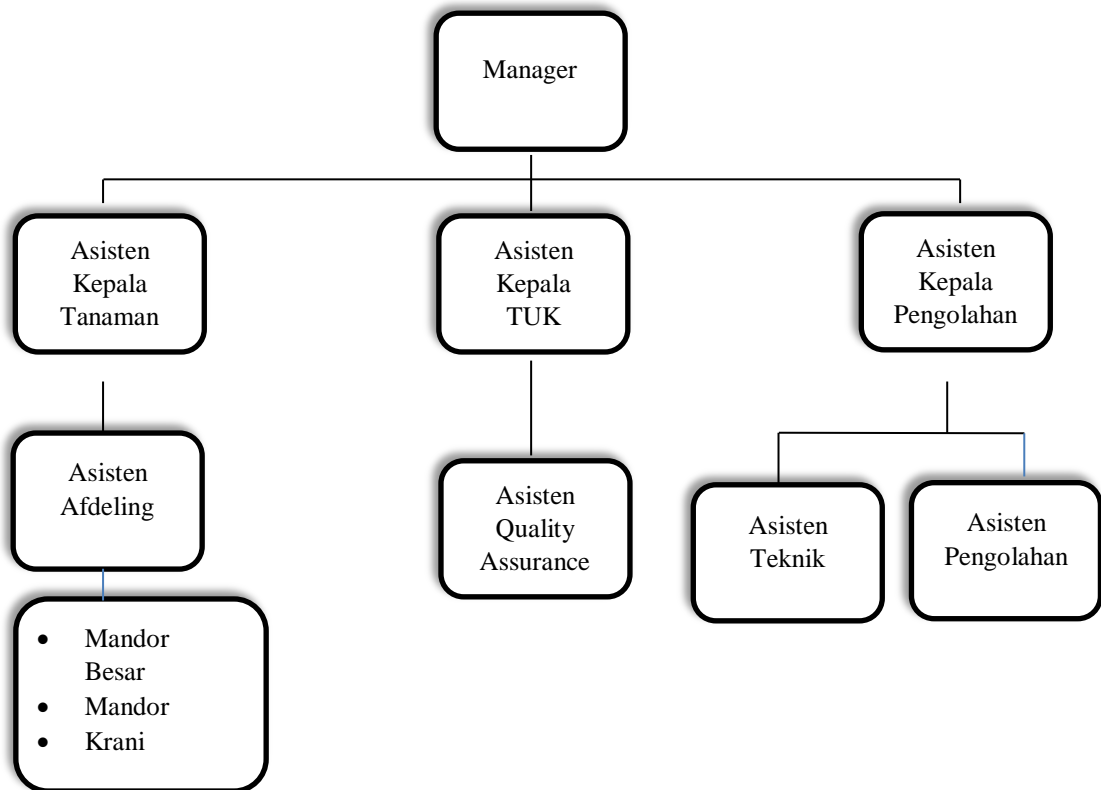 Manager
Asisten
Kepala
Tanaman
Asisten
Kepala
TUK
Asisten
Kepala
Pengolahan
Asisten
Afdeling
Asisten
Quality
Assurance
Asisten
Teknik
Asisten
Pengolahan
• Mandor
Besar
• Mandor
• Krani